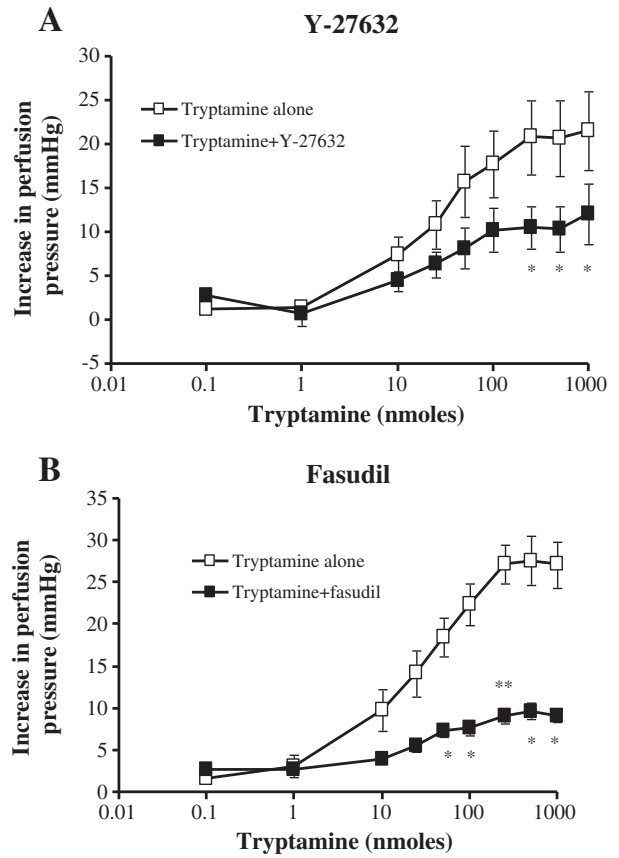 A
Y-27632
30
25
20
15
10
5
0
-5
Increase in perfusion
pressure (mmHg)
Tryptamine alone
Tryptamine+Y-27632
* * *
0.01 0.1 1 10 100 1000
Tryptamine (nmoles)
B
Fasudil
35
30
25
20
15
10
5
0
Increase in perfusion
pressure (mmHg)
Tryptamine alone
Tryptamine+fasudil
**
* * * *
0.01 0.1 1 10 100 1000
Tryptamine (nmoles)